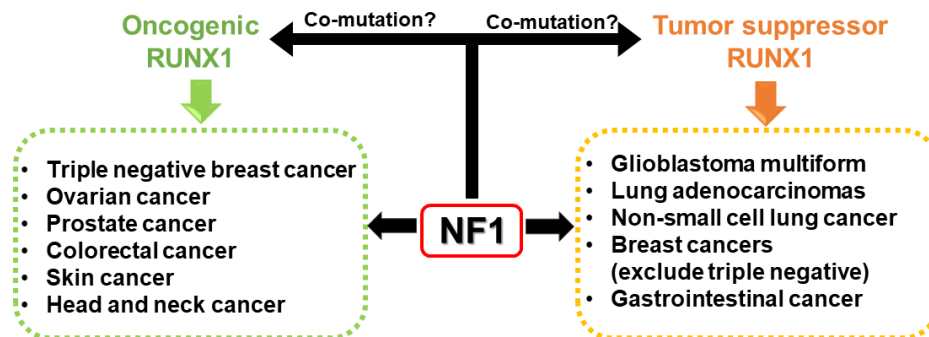 Oncogenic
RUNX1
Co-mutation?
Co-mutation?
Tumor suppressor
RUNX1
• Triple negative breast cancer
• Ovarian cancer
• Prostate cancer
• Colorectal cancer
• Skin cancer
• Head and neck cancer
NF1
• Glioblastoma multiform
• Lung adenocarcinomas
• Non-small cell lung cancer
• Breast cancers
(exclude triple negative)
• Gastrointestinal cancer